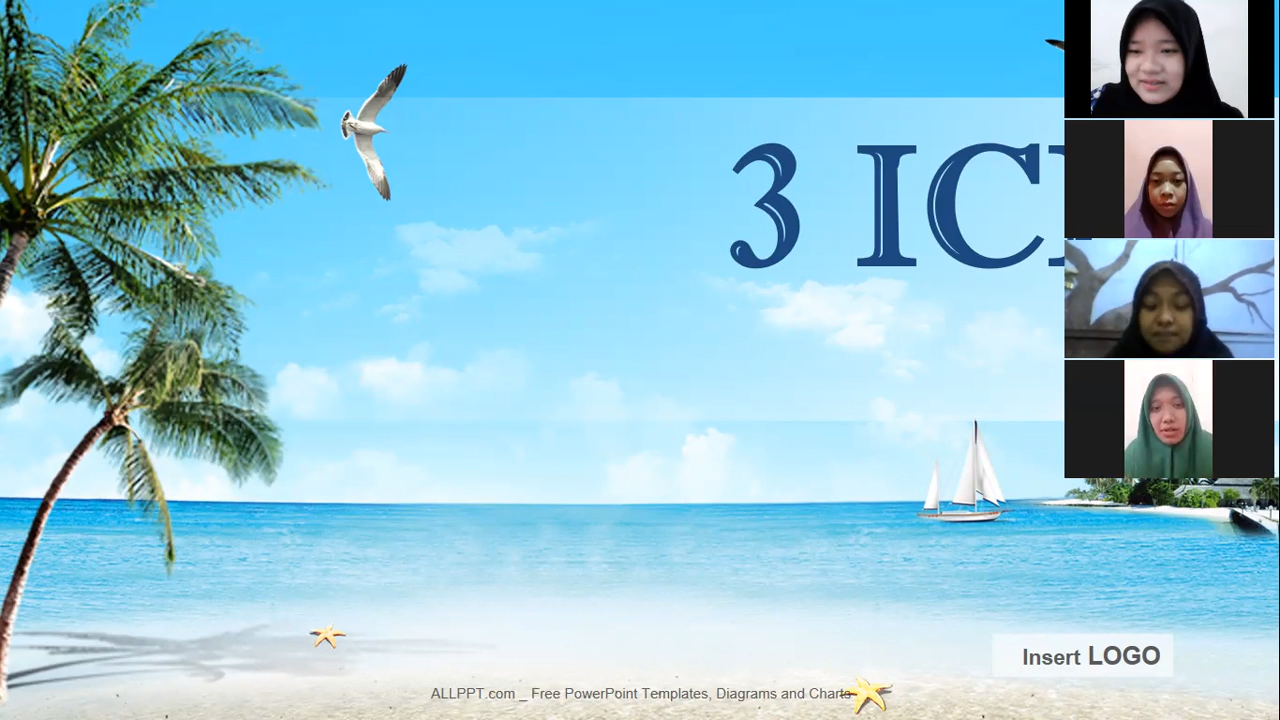 3 IC
Insert LOGO
ALLPPT.com _ Free PowerPoint Templates, Diagrams and Charts